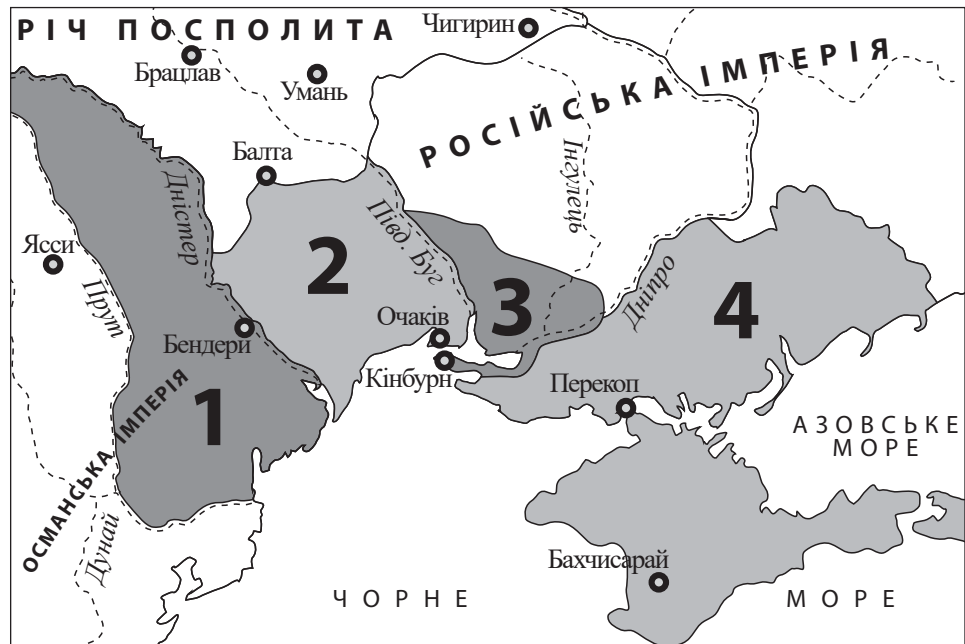 РІЧ ПОСПОЛИТА
Чигирин
Брацлав
Умань
РОСІЙСЬКА ІМПЕРІЯ
Балта
Дністер
Інгулець
Півд. Буг
Ясси
Прут
2
3
Дніпро
4
Очаків
Бендери
Кінбурн
Перекоп
1
ОСМАНСЬКА ІМПЕРІЯ
АЗОВСЬКЕ
МОРЕ
Дунай
Бахчисарай
ЧОРНЕ МОРЕ